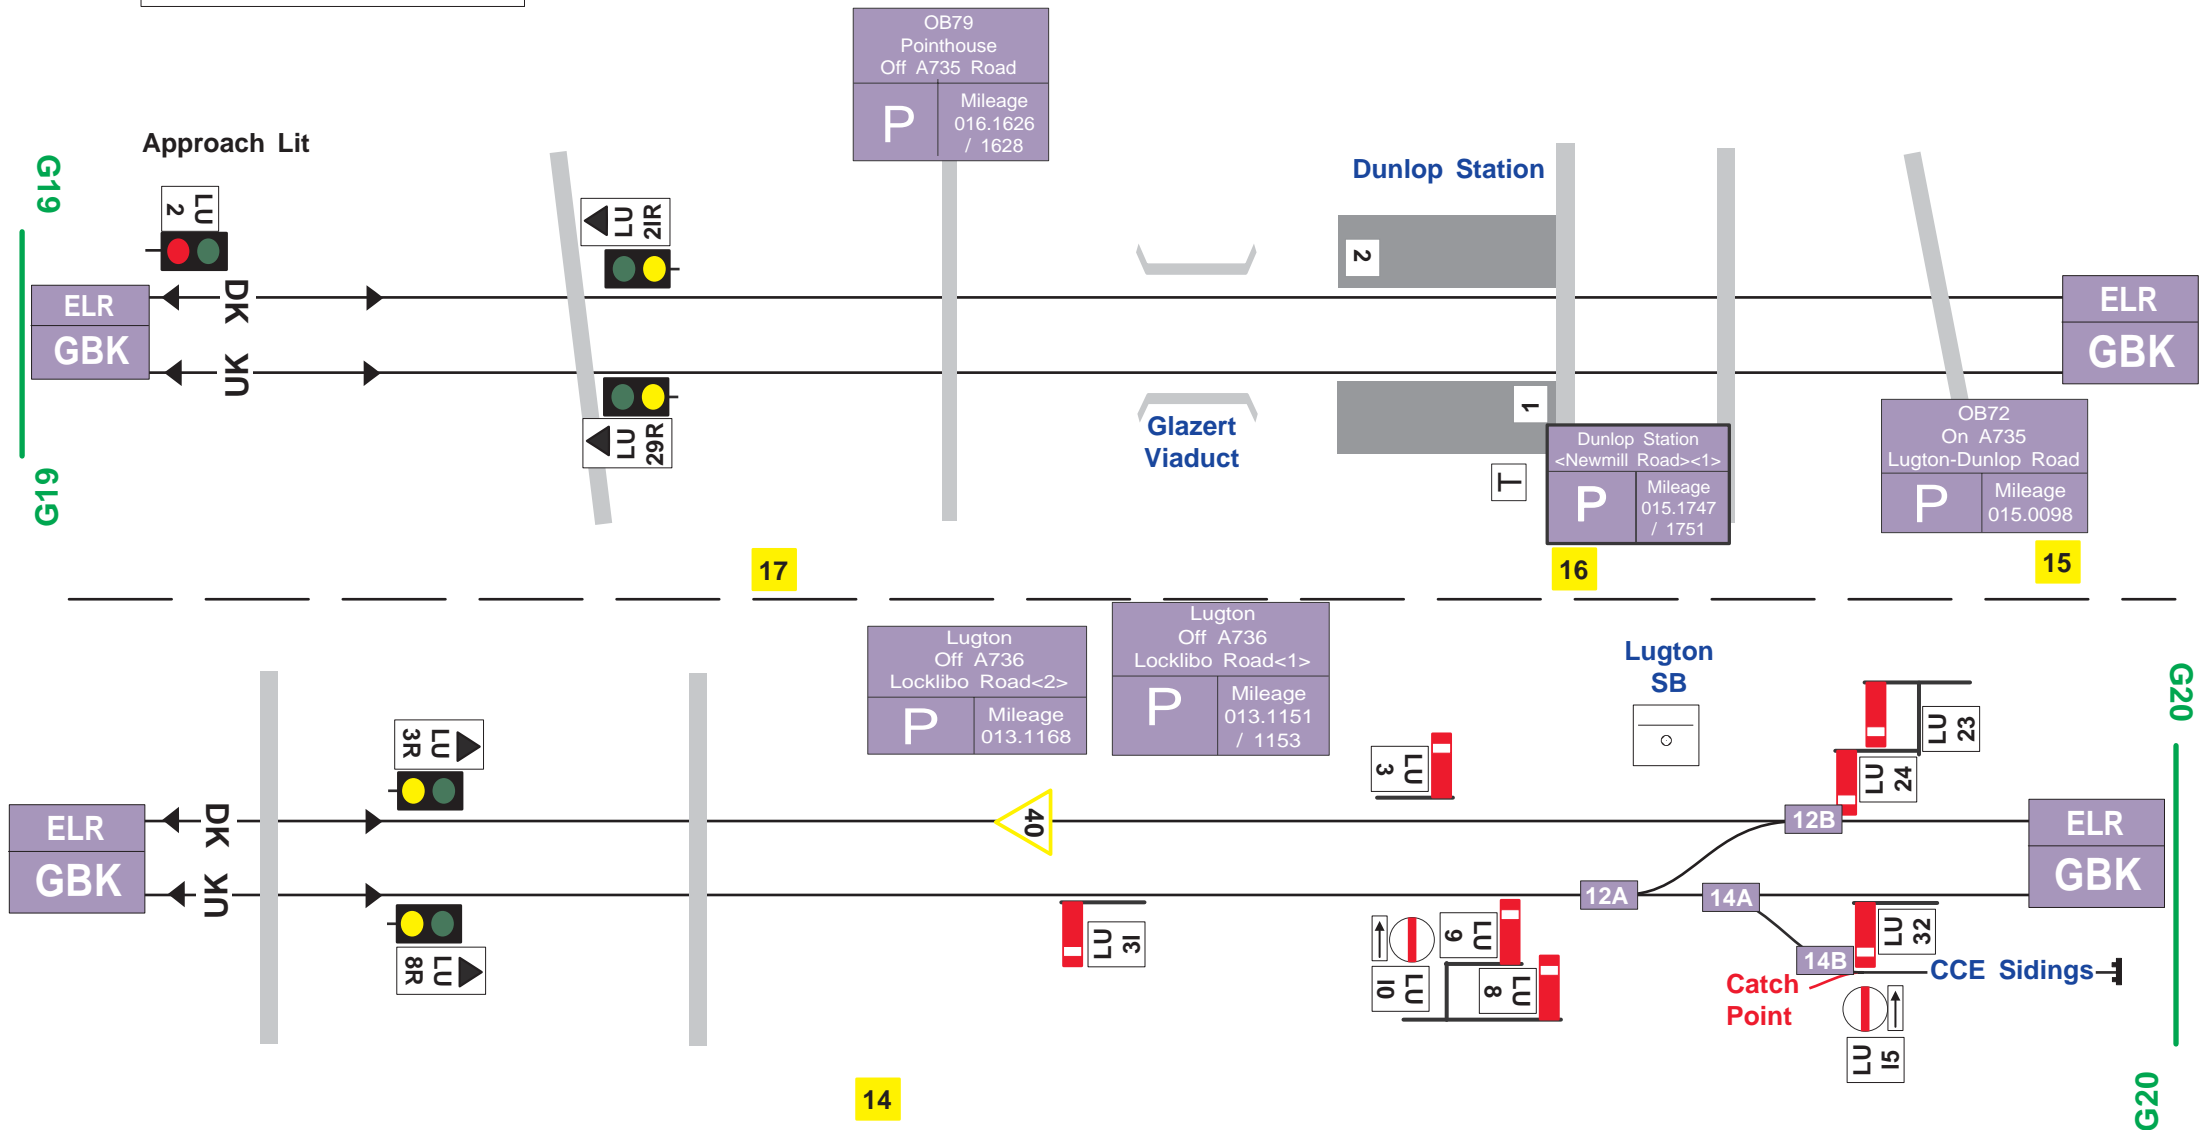 OB79
Pointhouse
Off A735 Road
P
Mileage
016.1626
/ 1628
Approach Lit
G19
LU
2
LU
2IR
Dunlop Station
2
ELR
GBK
DK
UK
ELR
GBK
LU
29R
Glazert
Viaduct
1
T
Dunlop Station
<Newmill Road><1>
P
Mileage
015.1747
/ 1751
OB72
On A735
Lugton-Dunlop Road
P
Mileage
015.0098
G19
17
16
15
Lugton
Off A736
Locklibo Road<2>
P
Mileage
013.1168
Lugton
Off A736
Locklibo Road<1>
P
Mileage
013.1151
/ 1153
Lugton
SB
G20
LU
3R
LU
3
LU
23
LU
24
ELR
GBK
DK
UK
40
12B
12A
14A
14B
ELR
GBK
LU
8R
LU
3I
LU
9
LU
I0
LU
8
LU
32
CCE Sidings
Catch
Point
LU
I5
14
G20